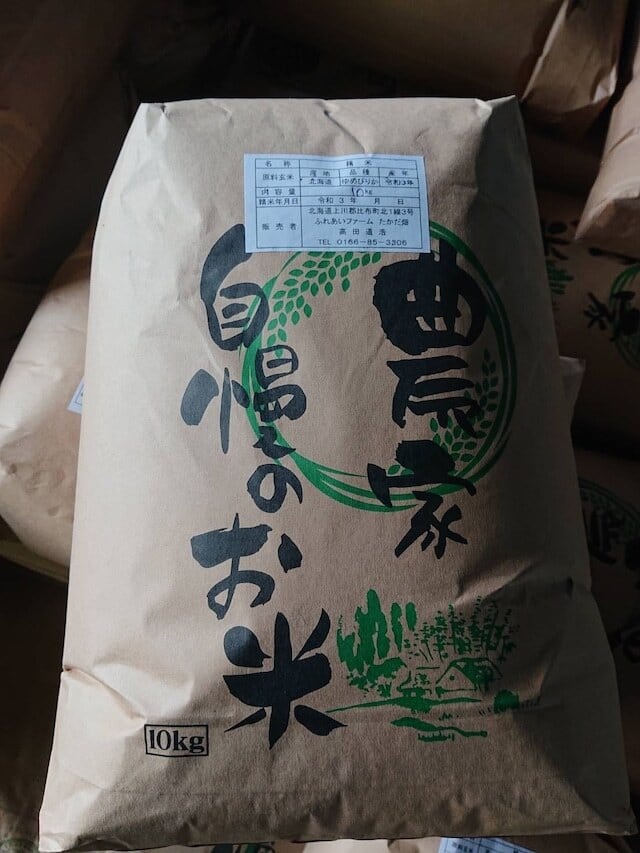 名称 精米
原料玄米 産地 品種 産年
北海道 ゆめぴりか 令和3年
内容量 10kg
精米年月日 令和 3 年 月 日
販売者 北海道上川郡比布町北1線3号
ふれあいファーム たかだ畑
高田道浩
TEL 0166-85-3306
農家
自慢のお米
10kg